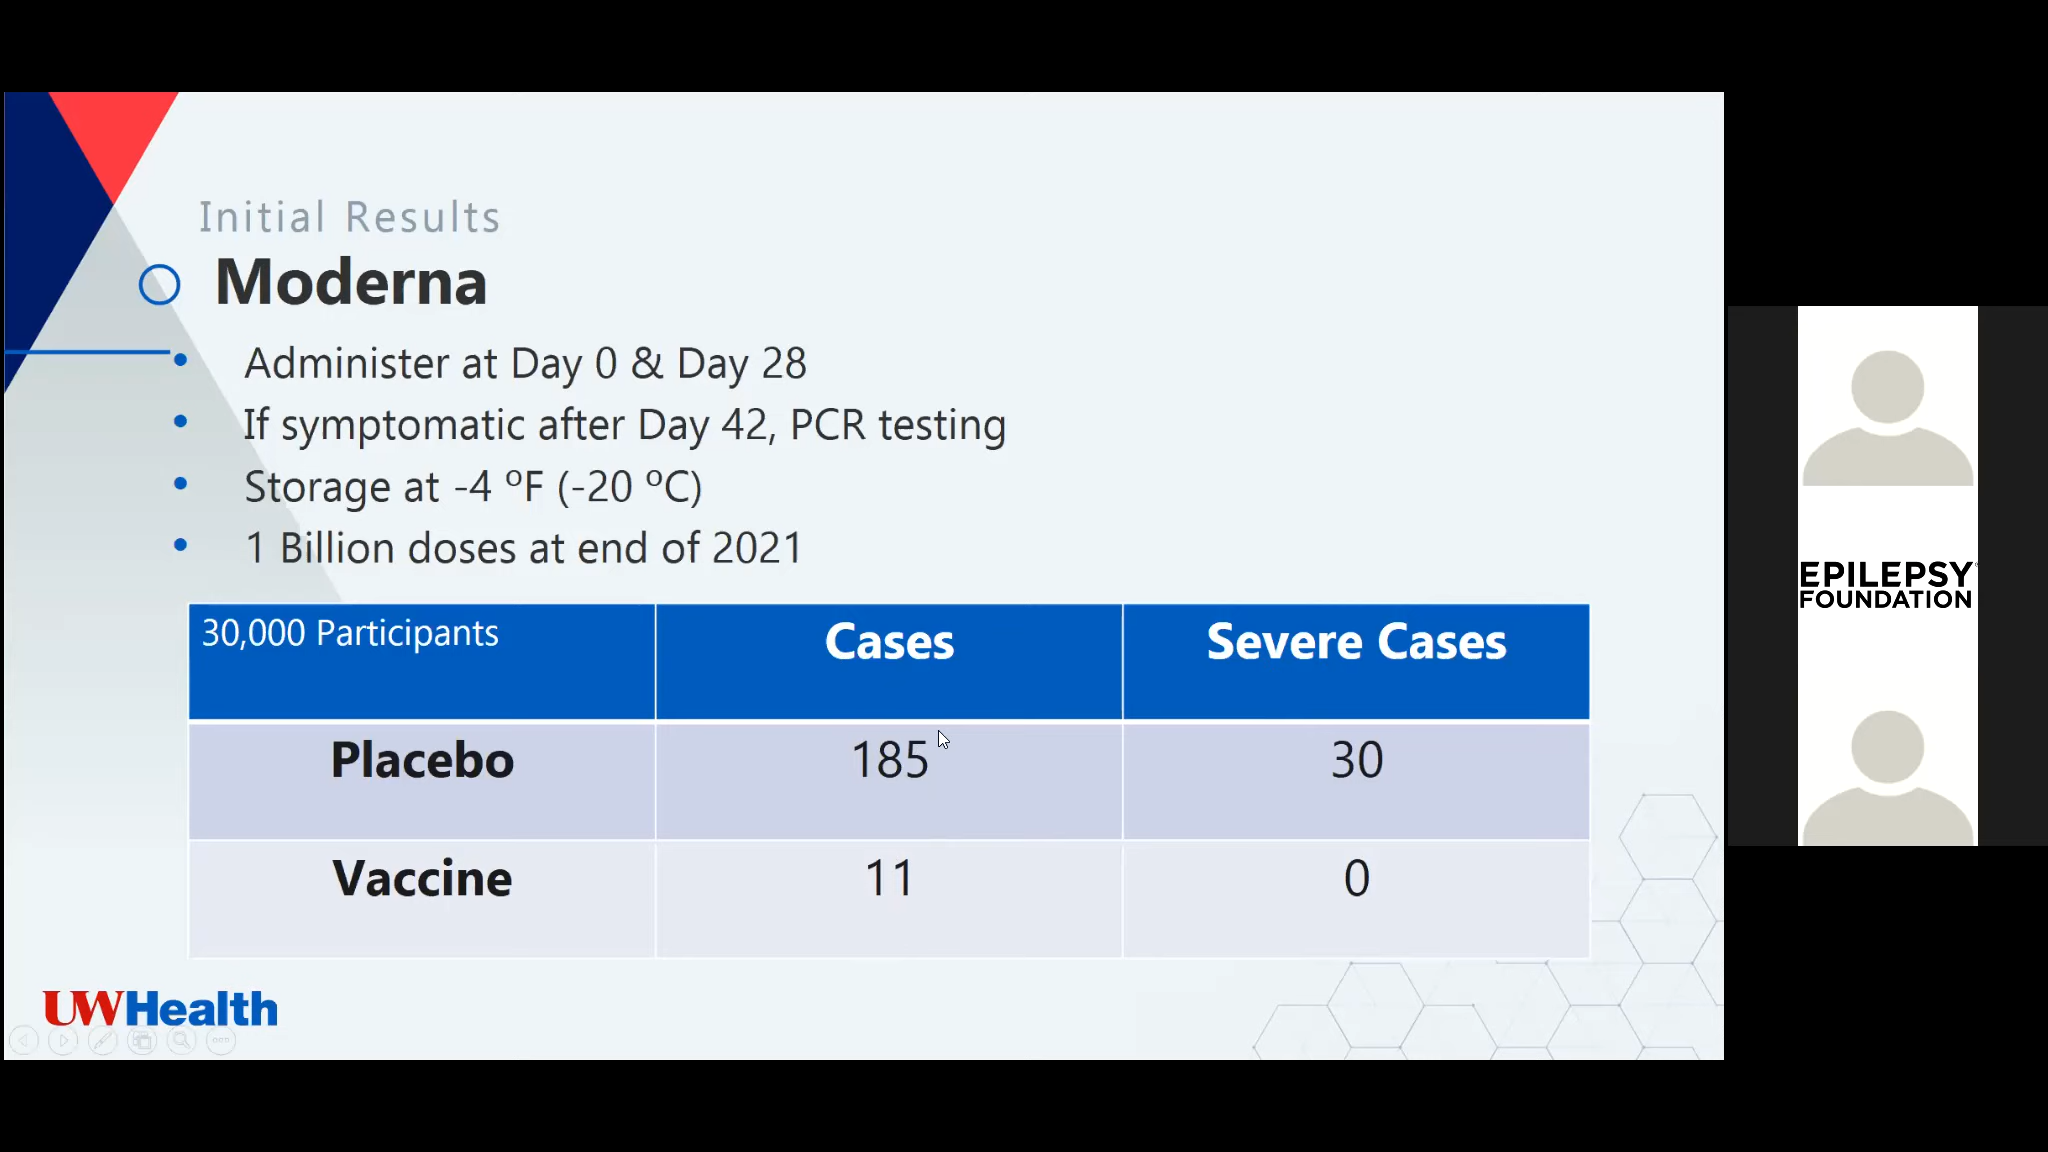 Initial Results
Moderna
• Administer at Day 0 & Day 28
• If symptomatic after Day 42, PCR testing
• Storage at -4 ºF (-20 ºC)
• 1 Billion doses at end of 2021
30,000 Participants Cases Severe Cases
Placebo 185 30
Vaccine 11 0
UWHealth
EPILEPSY
FOUNDATION